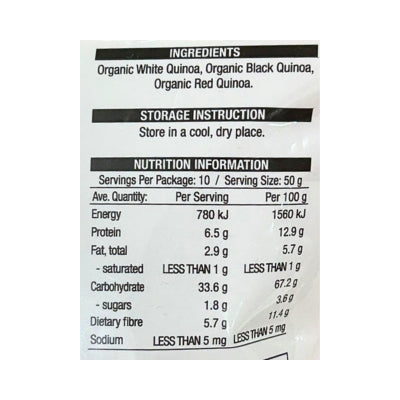 INGREDIENTS
Organic White Quinoa, Organic Black Quinoa,
Organic Red Quinoa.
STORAGE INSTRUCTION
Store in a cool, dry place.
NUTRITION INFORMATION
Servings Per Package: 10 / Serving Size: 50 g
Ave. Quantity: Per Serving Per 100 g
Energy 780 kJ 1560 kJ
Protein 6.5 g 12.9 g
Fat, total 2.9 g 5.7 g
- saturated LESS THAN 1 g LESS THAN 1 g
Carbohydrate 33.6 g 67.2 g
- sugars 1.8 g 3.6 g
Dietary fibre 5.7 g 11.4 g
Sodium LESS THAN 5 mg LESS THAN 5 mg